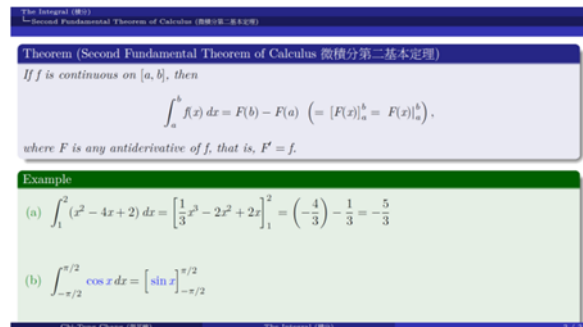 The Integral (積分)
Second Fundamental Theorem of Calculus (微積分第二基本定理)
Theorem (Second Fundamental Theorem of Calculus 微積分第二基本定理)
If f is continuous on [a, b], then
∫_a^b f(x) dx = F(b) − F(a) ( = [F(x)]_a^b = F(x)|_a^b ),
where F is any antiderivative of f, that is, F′ = f.
Example
(a) ∫_1^2 (x² − 4x + 2) dx = [1/3 x³ − 2x² + 2x]_1^2 = (−4/3) − 1/3 = −5/3
(b) ∫_{−π/2}^{π/2} cos x dx = [sin x]_{−π/2}^{π/2}
The Integral (積分)